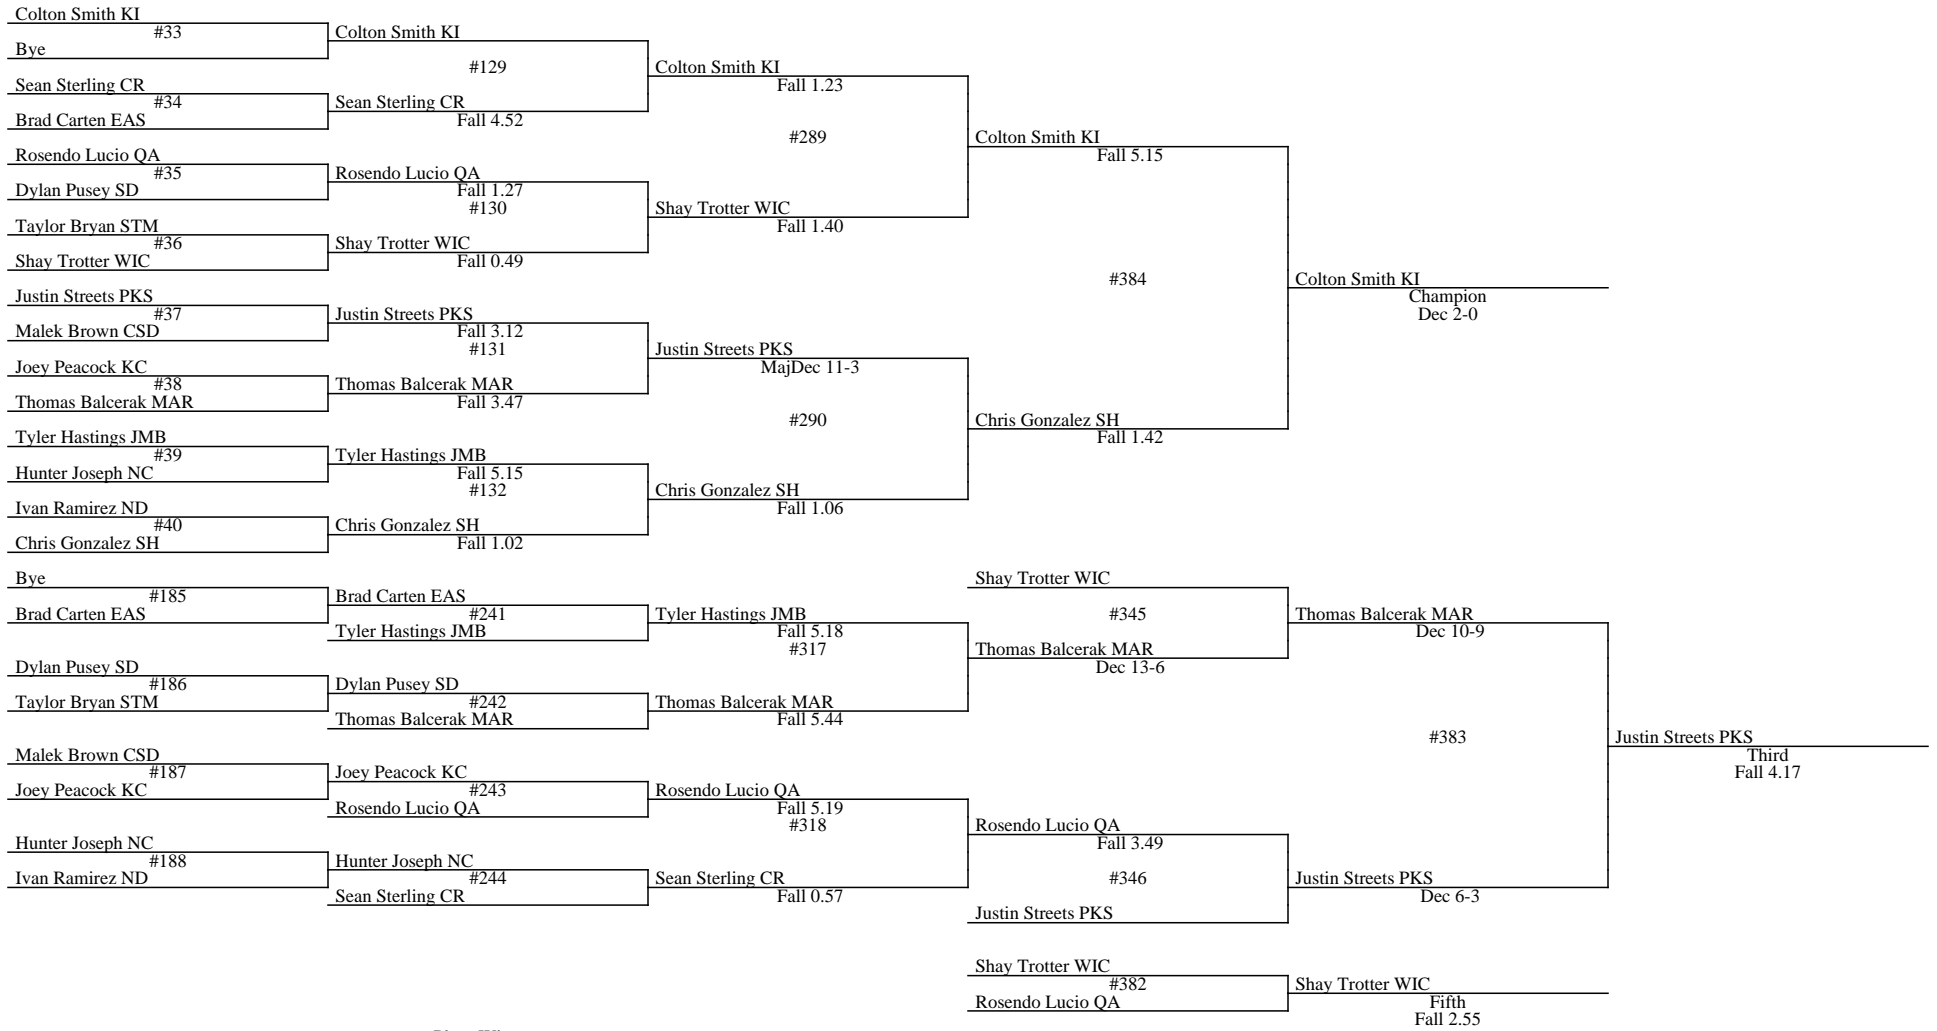 Colton Smith KI
#33
Bye
Sean Sterling CR
#34
Brad Carten EAS
Rosendo Lucio QA
#35
Dylan Pusey SD
Taylor Bryan STM
#36
Shay Trotter WIC
Justin Streets PKS
#37
Malek Brown CSD
Joey Peacock KC
#38
Thomas Balcerak MAR
Tyler Hastings JMB
#39
Hunter Joseph NC
Ivan Ramirez ND
#40
Chris Gonzalez SH
Colton Smith KI
#129
Sean Sterling CR
Fall 4.52
Rosendo Lucio QA
Fall 1.27
#130
Shay Trotter WIC
Fall 0.49
Justin Streets PKS
Fall 3.12
#131
Thomas Balcerak MAR
Fall 3.47
Tyler Hastings JMB
Fall 5.15
#132
Chris Gonzalez SH
Fall 1.02
Colton Smith KI
Fall 1.23
#289
Shay Trotter WIC
Fall 1.40
Justin Streets PKS
MajDec 11-3
#290
Chris Gonzalez SH
Fall 1.06
Colton Smith KI
Fall 5.15
#384
Chris Gonzalez SH
Fall 1.42
Colton Smith KI
Champion
Dec 2-0
Bye
#185
Brad Carten EAS
Dylan Pusey SD
#186
Taylor Bryan STM
Malek Brown CSD
#187
Joey Peacock KC
Hunter Joseph NC
#188
Ivan Ramirez ND
Brad Carten EAS
#241
Tyler Hastings JMB
Dylan Pusey SD
#242
Thomas Balcerak MAR
Joey Peacock KC
#243
Rosendo Lucio QA
Hunter Joseph NC
#244
Sean Sterling CR
Tyler Hastings JMB
Fall 5.18
#317
Thomas Balcerak MAR
Fall 5.44
Rosendo Lucio QA
Fall 5.19
#318
Sean Sterling CR
Fall 0.57
Shay Trotter WIC
#345
Thomas Balcerak MAR
Dec 13-6
Rosendo Lucio QA
Fall 3.49
#346
Justin Streets PKS
Thomas Balcerak MAR
Dec 10-9
#383
Justin Streets PKS
Dec 6-3
Justin Streets PKS
Third
Fall 4.17
Shay Trotter WIC
#382
Rosendo Lucio QA
Shay Trotter WIC
Fifth
Fall 2.55